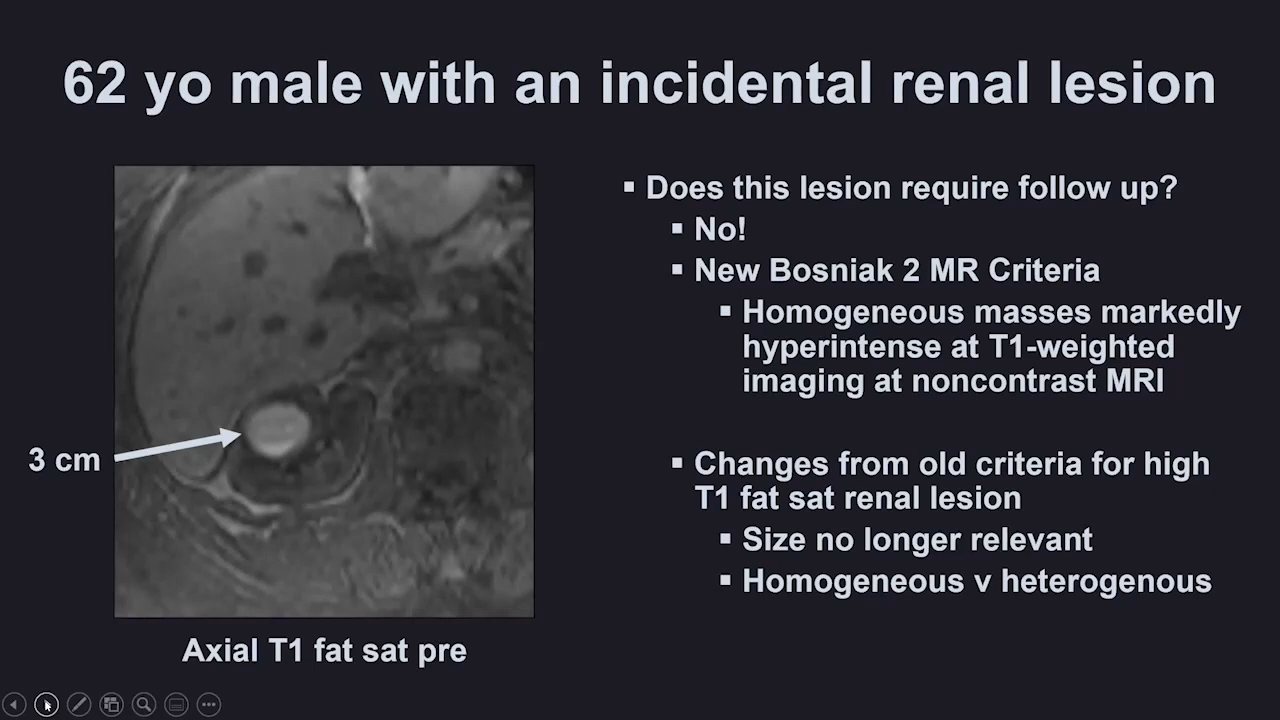 62 yo male with an incidental renal lesion
▪ Does this lesion require follow up?
▪ No!
▪ New Bosniak 2 MR Criteria
▪ Homogeneous masses markedly
hyperintense at T1-weighted
imaging at noncontrast MRI
3 cm
▪ Changes from old criteria for high
T1 fat sat renal lesion
▪ Size no longer relevant
▪ Homogeneous v heterogenous
Axial T1 fat sat pre